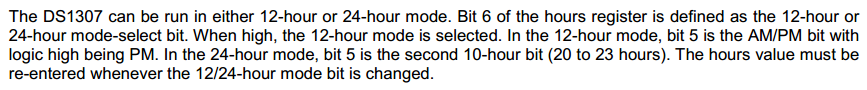 The DS1307 can be run in either 12-hour or 24-hour mode. Bit 6 of the hours register is defined as the 12-hour or
24-hour mode-select bit. When high, the 12-hour mode is selected. In the 12-hour mode, bit 5 is the AM/PM bit with
logic high being PM. In the 24-hour mode, bit 5 is the second 10-hour bit (20 to 23 hours). The hours value must be
re-entered whenever the 12/24-hour mode bit is changed.